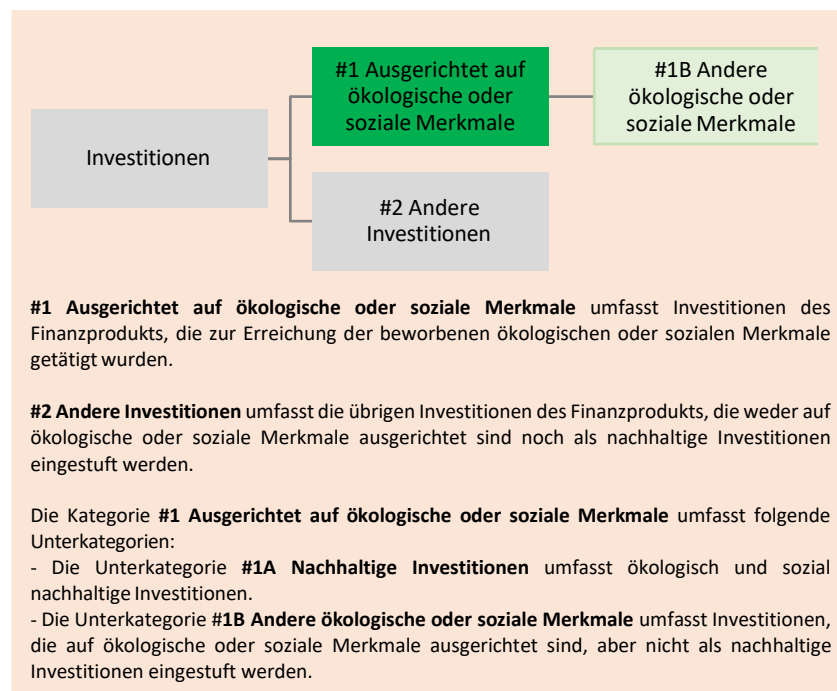 #1 Ausgerichtet auf
ökologische oder
soziale Merkmale
#1B Andere
ökologische oder
soziale Merkmale
Investitionen
#2 Andere
Investitionen
#1 Ausgerichtet auf ökologische oder soziale Merkmale umfasst Investitionen des
Finanzprodukts, die zur Erreichung der beworbenen ökologischen oder sozialen Merkmale
getätigt wurden.
#2 Andere Investitionen umfasst die übrigen Investitionen des Finanzprodukts, die weder auf
ökologische oder soziale Merkmale ausgerichtet sind noch als nachhaltige Investitionen
eingestuft werden.
Die Kategorie #1 Ausgerichtet auf ökologische oder soziale Merkmale umfasst folgende
Unterkategorien:
- Die Unterkategorie #1A Nachhaltige Investitionen umfasst ökologisch und sozial
nachhaltige Investitionen.
- Die Unterkategorie #1B Andere ökologische oder soziale Merkmale umfasst Investitionen,
die auf ökologische oder soziale Merkmale ausgerichtet sind, aber nicht als nachhaltige
Investitionen eingestuft werden.